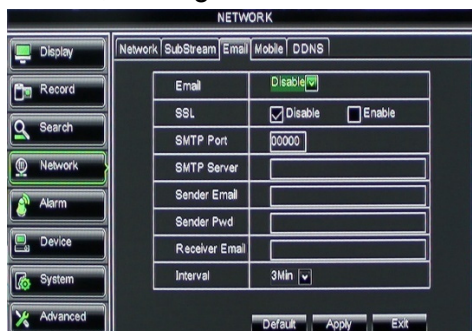 NETWORK
Display
Record
Search
Network
Alarm
Device
System
Advanced
Network SubStream Email Mobile DDNS
Email Disable
SSL Disable Enable
SMTP Port 00000
SMTP Server
Sender Email
Sender Pwd
Receiver Email
Interval 3Min
Default Apply Exit